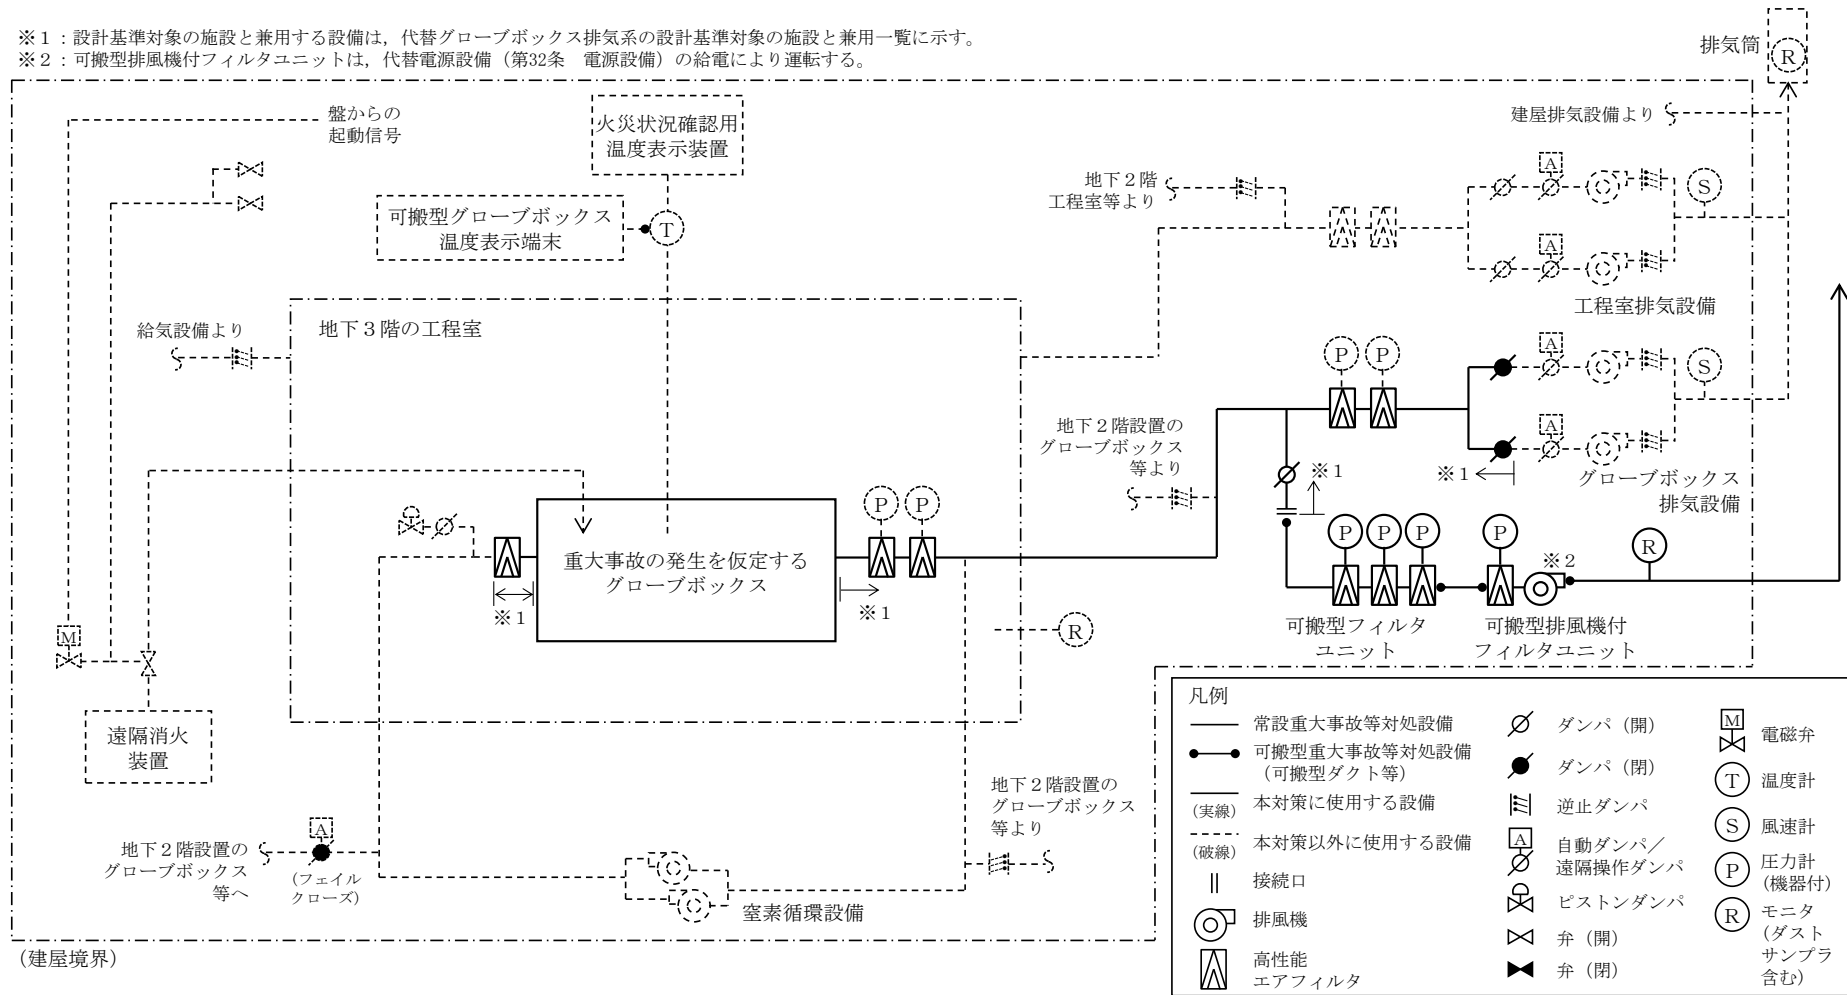 ※１：設計基準対象の施設と兼用する設備は，代替グローブボックス排気系の設計基準対象の施設と兼用一覧に示す。
※２：可搬型排風機付フィルタユニットは，代替電源設備（第32条　電源設備）の給電により運転する。
排気筒
R
盤からの
起動信号
火災状況確認用
温度表示装置
建屋排気設備より
可搬型グローブボックス
温度表示端末
T
地下２階
工程室等より
A
S
A
工程室排気設備
給気設備より
地下３階の工程室
P
P
A
S
A
地下２階設置の
グローブボックス
等より
※１
※１
グローブボックス
排気設備
P
P
重大事故の発生を仮定する
グローブボックス
※１
※１
P
P
P
P
※２
R
可搬型フィルタ
ユニット
可搬型排風機付
フィルタユニット
R
M
遠隔消火
装置
地下２階設置の
グローブボックス
等へ
A
（フェイル
クローズ）
地下２階設置の
グローブボックス
等より
窒素循環設備
（建屋境界）
凡例
常設重大事故等対処設備
可搬型重大事故等対処設備
（可搬型ダクト等）
（実線）
本対策に使用する設備
（破線）
本対策以外に使用する設備
接続口
排風機
高性能
エアフィルタ
ダンパ（開）
ダンパ（閉）
逆止ダンパ
A
自動ダンパ／
遠隔操作ダンパ
ピストンダンパ
弁（開）
弁（閉）
M
電磁弁
T
温度計
S
風速計
P
圧力計
（機器付）
R
モニタ
（ダスト
サンプラ
含む）